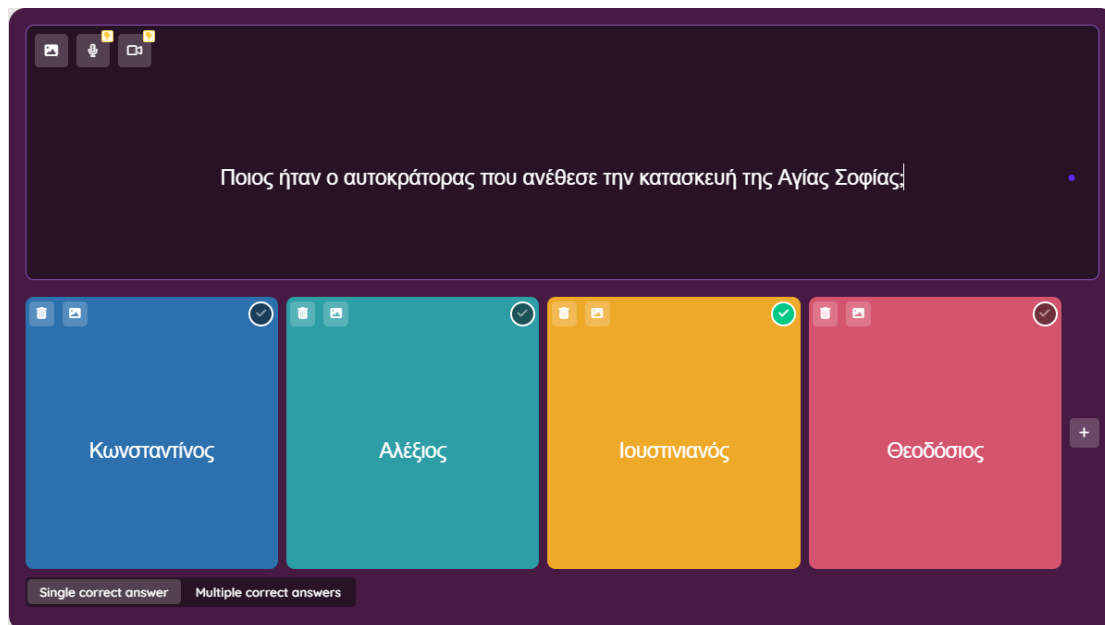 Ποιος ήταν ο αυτοκράτορας που ανέθεσε την κατασκευή της Αγίας Σοφίας;
Κωνσταντίνος
Αλέξιος
Ιουστινιανός
Θεοδόσιος
+
Single correct answer
Multiple correct answers